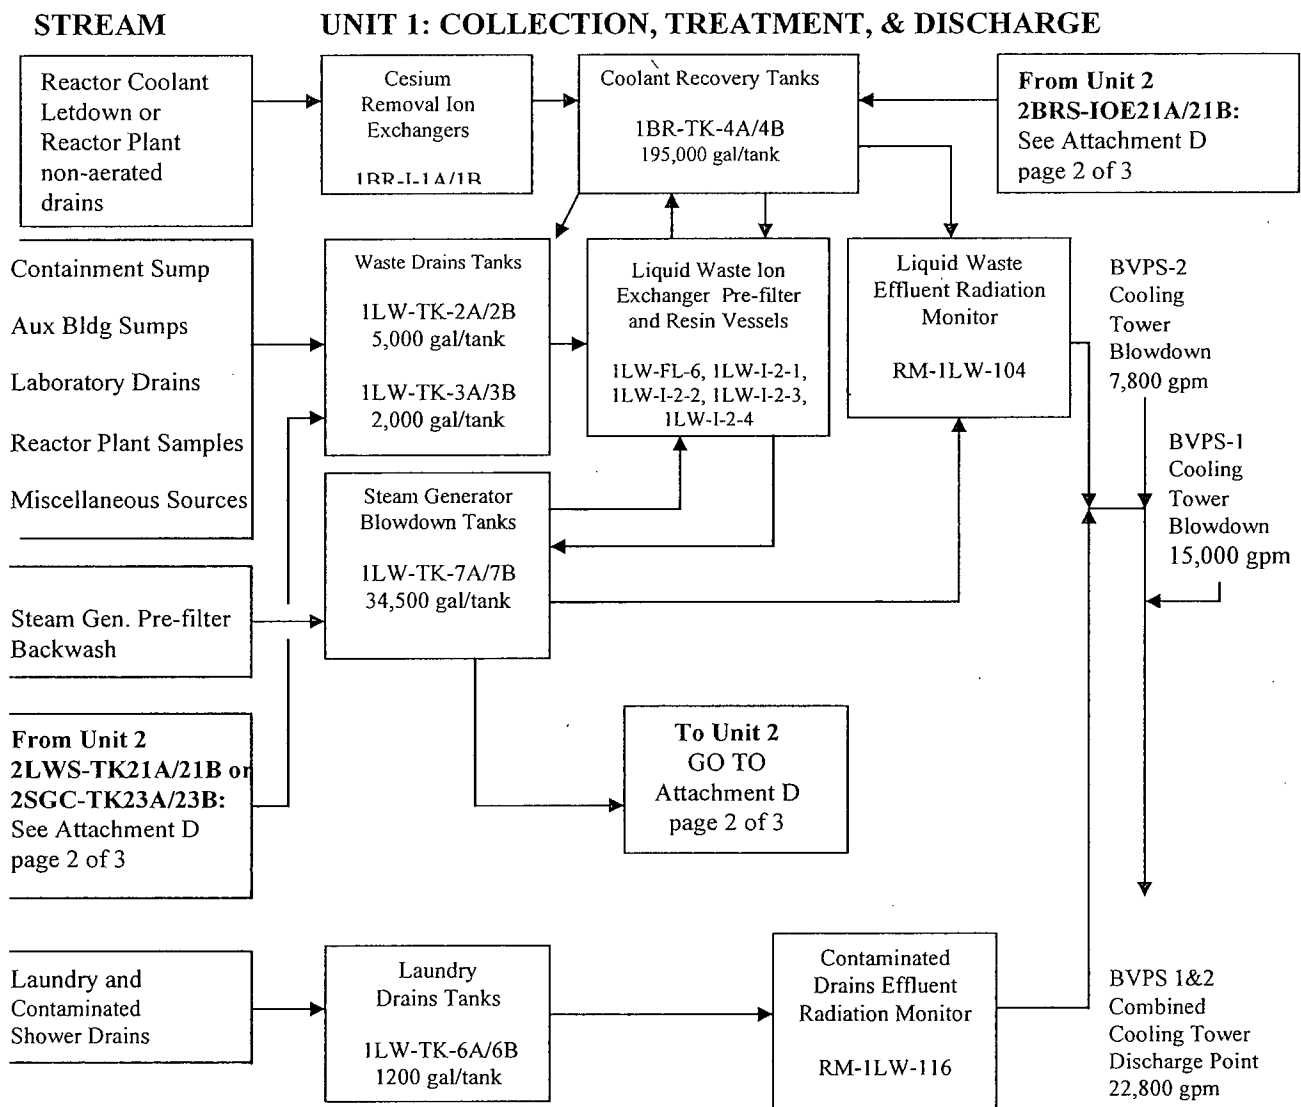 STREAM
UNIT 1: COLLECTION, TREATMENT, & DISCHARGE
Reactor Coolant
Letdown or
Reactor Plant
non-aerated
drains
Cesium
Removal Ion
Exchangers
1BR-I-1A/1B
Coolant Recovery Tanks
1BR-TK-4A/4B
195,000 gal/tank
From Unit 2
2BRS-IOE21A/21B:
See Attachment D
page 2 of 3
Containment Sump
Aux Bldg Sumps
Laboratory Drains
Reactor Plant Samples
Miscellaneous Sources
Waste Drains Tanks
1LW-TK-2A/2B
5,000 gal/tank
1LW-TK-3A/3B
2,000 gal/tank
Liquid Waste Ion
Exchanger Pre-filter
and Resin Vessels
1LW-FL-6, 1LW-I-2-1,
1LW-I-2-2, 1LW-I-2-3,
1LW-I-2-4
Liquid Waste
Effluent Radiation
Monitor
RM-1LW-104
BVPS-2
Cooling
Tower
Blowdown
7,800 gpm
BVPS-1
Cooling
Tower
Blowdown
15,000 gpm
Steam Generator
Blowdown Tanks
1LW-TK-7A/7B
34,500 gal/tank
Steam Gen. Pre-filter
Backwash
From Unit 2
2LWS-TK21A/21B or
2SGC-TK23A/23B:
See Attachment D
page 2 of 3
To Unit 2
GO TO
Attachment D
page 2 of 3
Laundry and
Contaminated
Shower Drains
Laundry
Drains Tanks
1LW-TK-6A/6B
1200 gal/tank
Contaminated
Drains Effluent
Radiation Monitor
RM-1LW-116
BVPS 1&2
Combined
Cooling Tower
Discharge Point
22,800 gpm